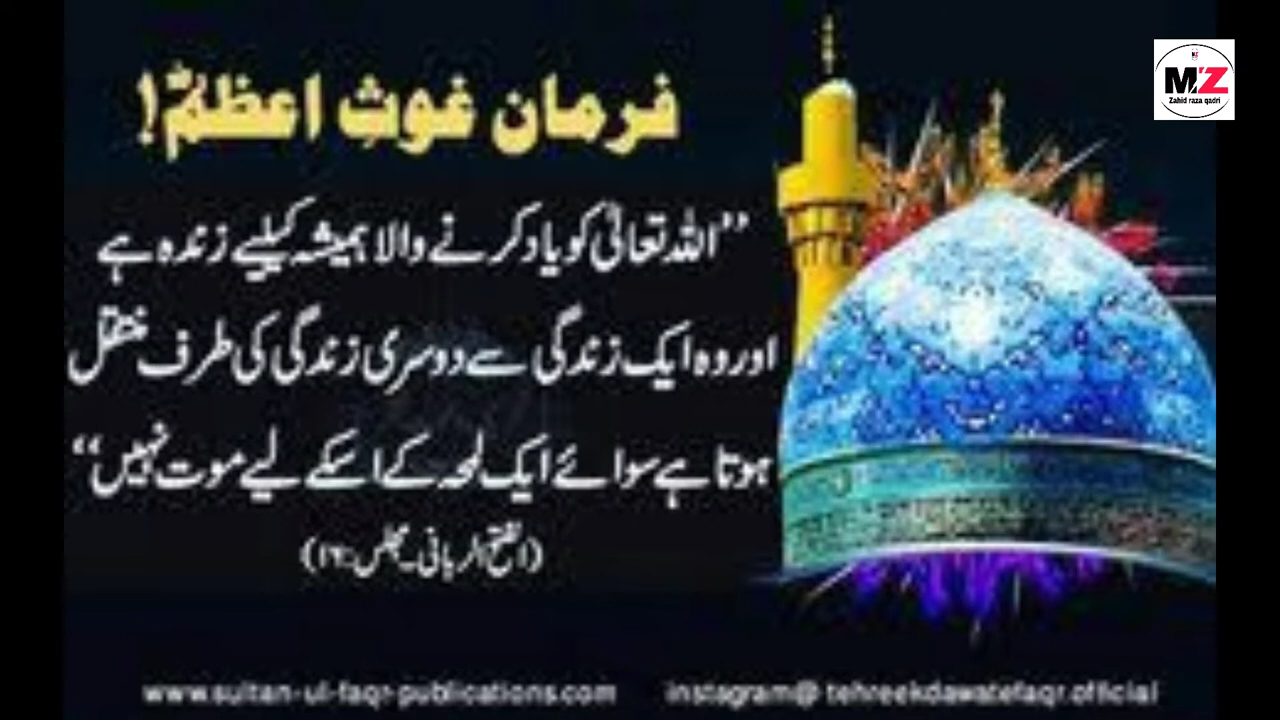 فرمان غوثِ اعظمؓ!
’’اللہ تعالیٰ کو یاد کرنے والا ہمیشہ کیلیے زندہ ہے
اور وہ ایک زندگی سے دوسری زندگی کی طرف منتقل
ہوتا ہے سوائے ایک لمحہ کے اسکے لیے موت نہیں‘‘
(الفتح الربانی۔ مجلس:
www.sultan-ul-faqr-publications.com
instagram@ tehreekdawatefaqr.official
MZ
Zahid raza qadri